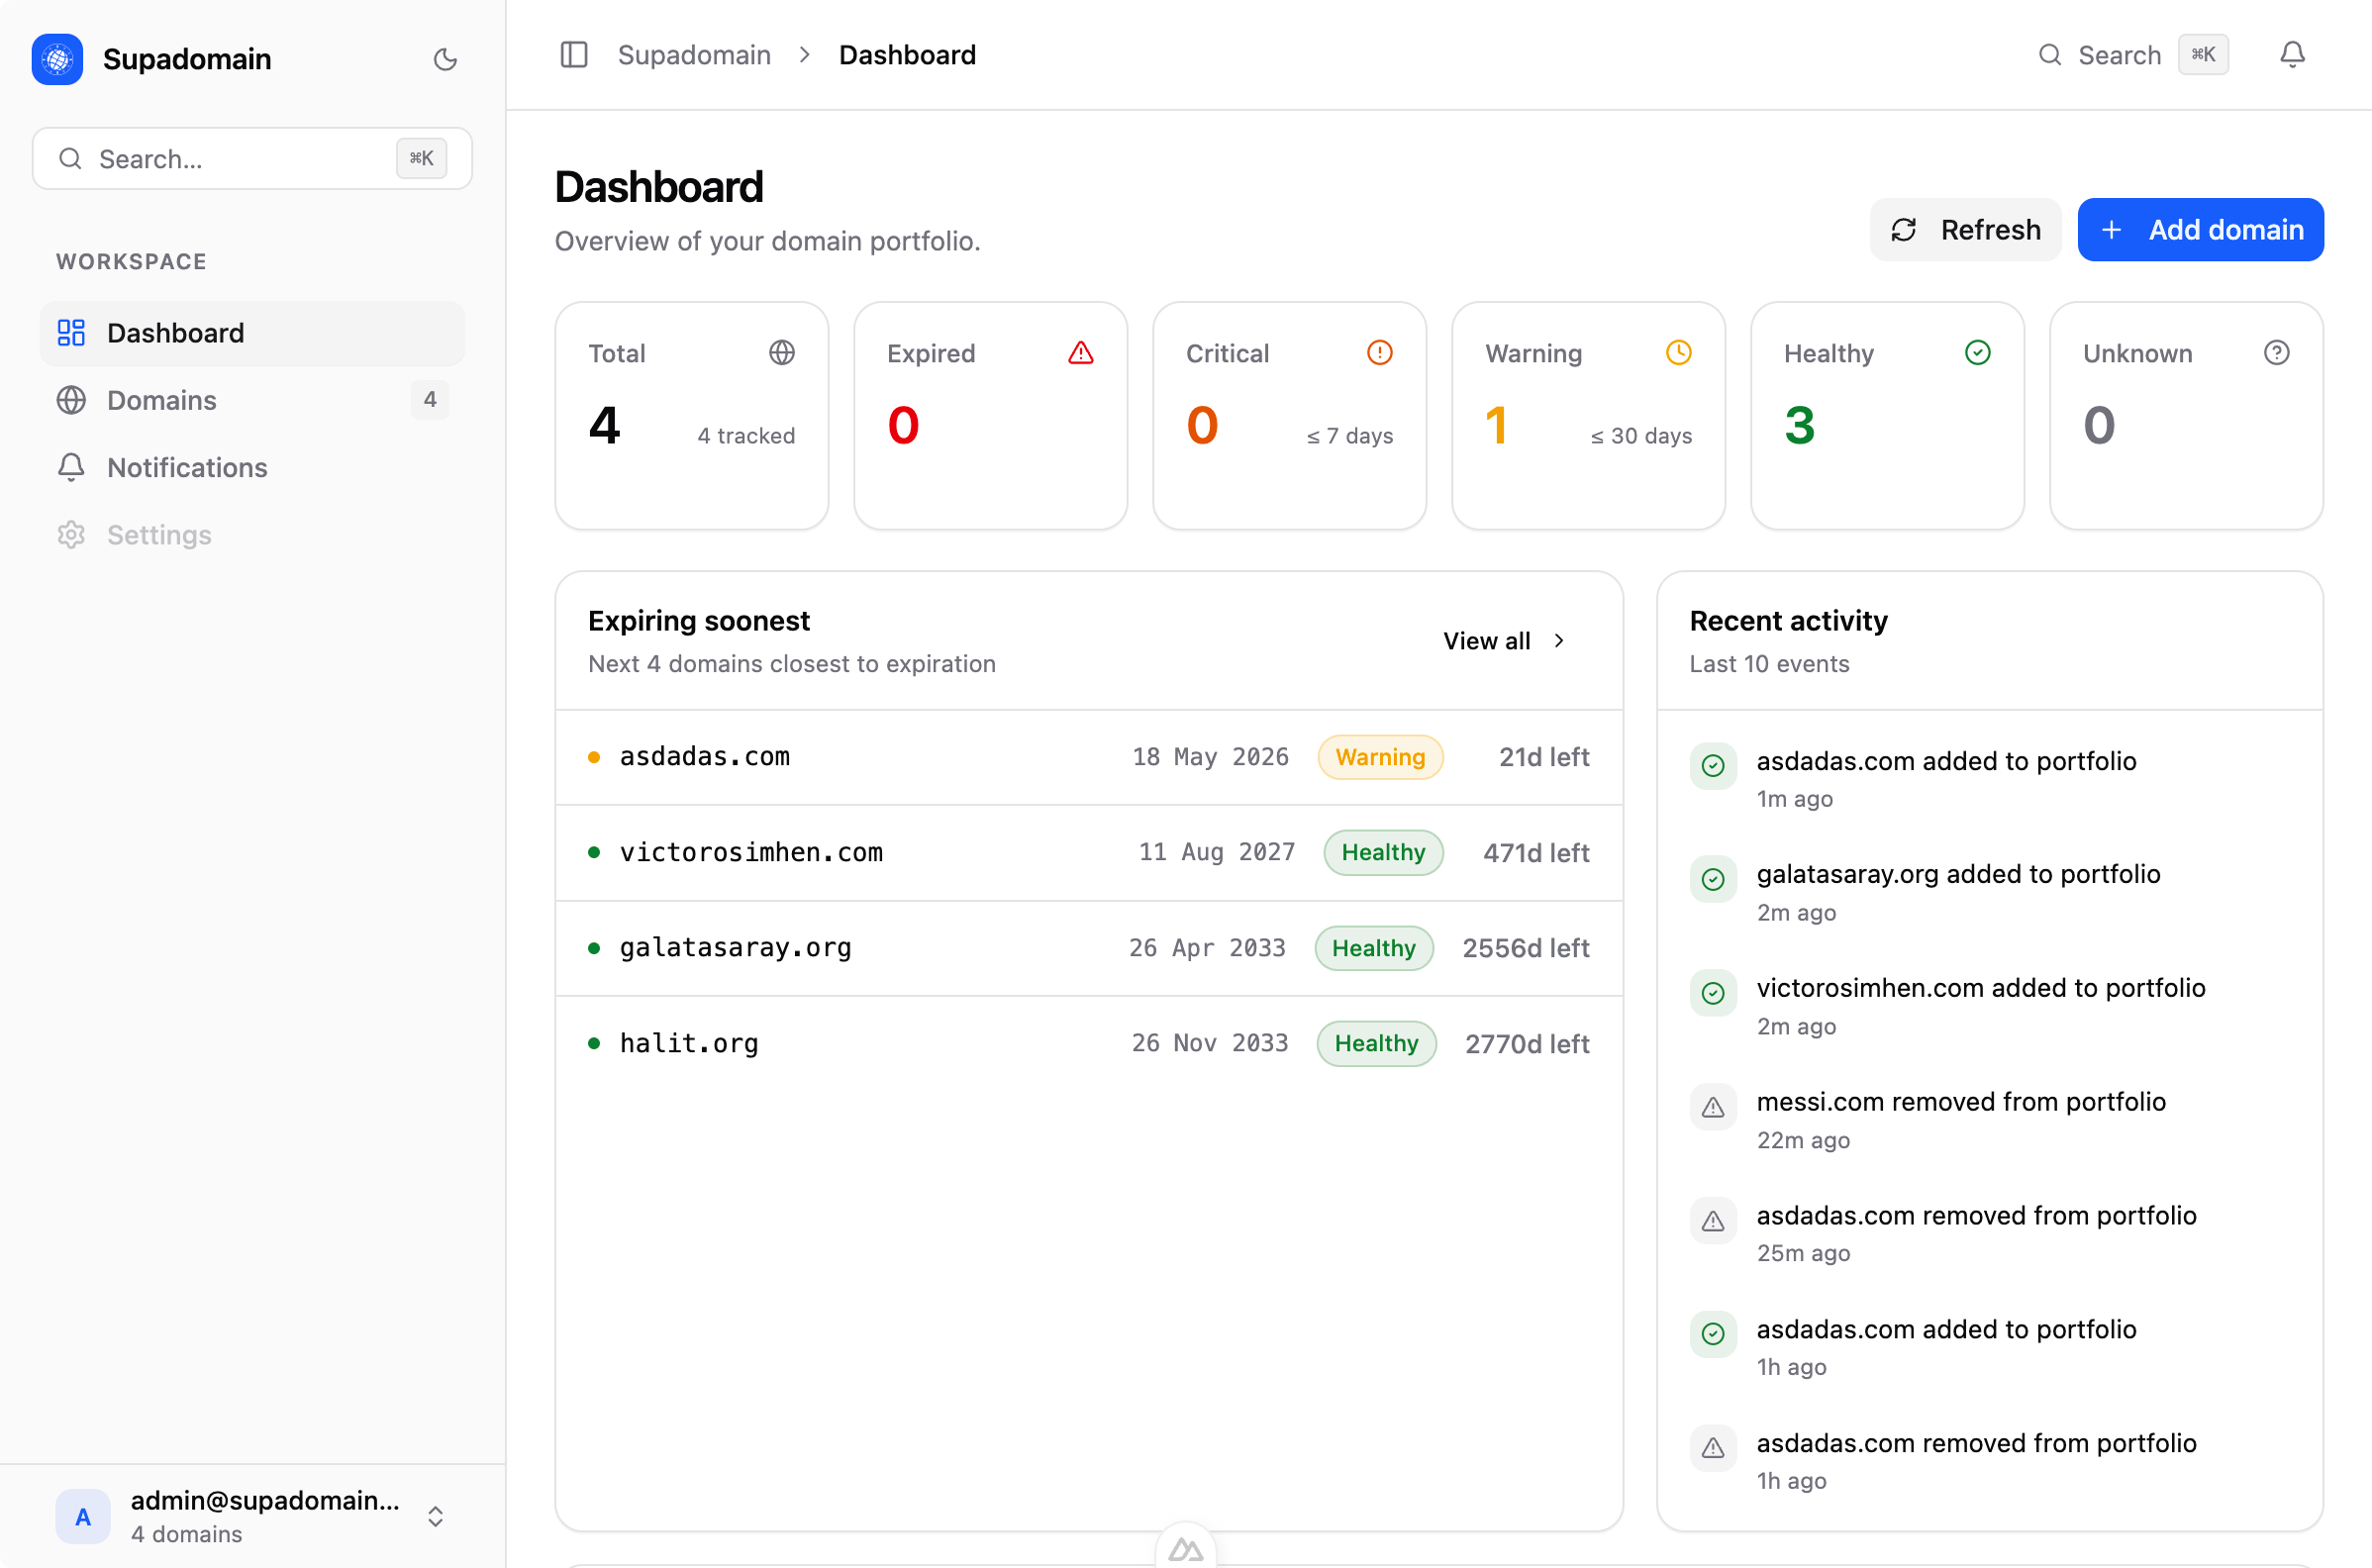 Supadomain
Search...
⌘K
WORKSPACE
Dashboard
Domains
4
Notifications
Settings
A
admin@supadomain...
4 domains
Supadomain
Dashboard
Search
⌘K
Dashboard
Overview of your domain portfolio.
Refresh
Add domain
Total
4
4 tracked
Expired
0
Critical
0
≤ 7 days
Warning
1
≤ 30 days
Healthy
3
Unknown
0
Expiring soonest
Next 4 domains closest to expiration
View all
asdadas.com 18 May 2026 Warning 21d left
victorosimhen.com 11 Aug 2027 Healthy 471d left
galatasaray.org 26 Apr 2033 Healthy 2556d left
halit.org 26 Nov 2033 Healthy 2770d left
Recent activity
Last 10 events
asdadas.com added to portfolio
1m ago
galatasaray.org added to portfolio
2m ago
victorosimhen.com added to portfolio
2m ago
messi.com removed from portfolio
22m ago
asdadas.com removed from portfolio
25m ago
asdadas.com added to portfolio
1h ago
asdadas.com removed from portfolio
1h ago